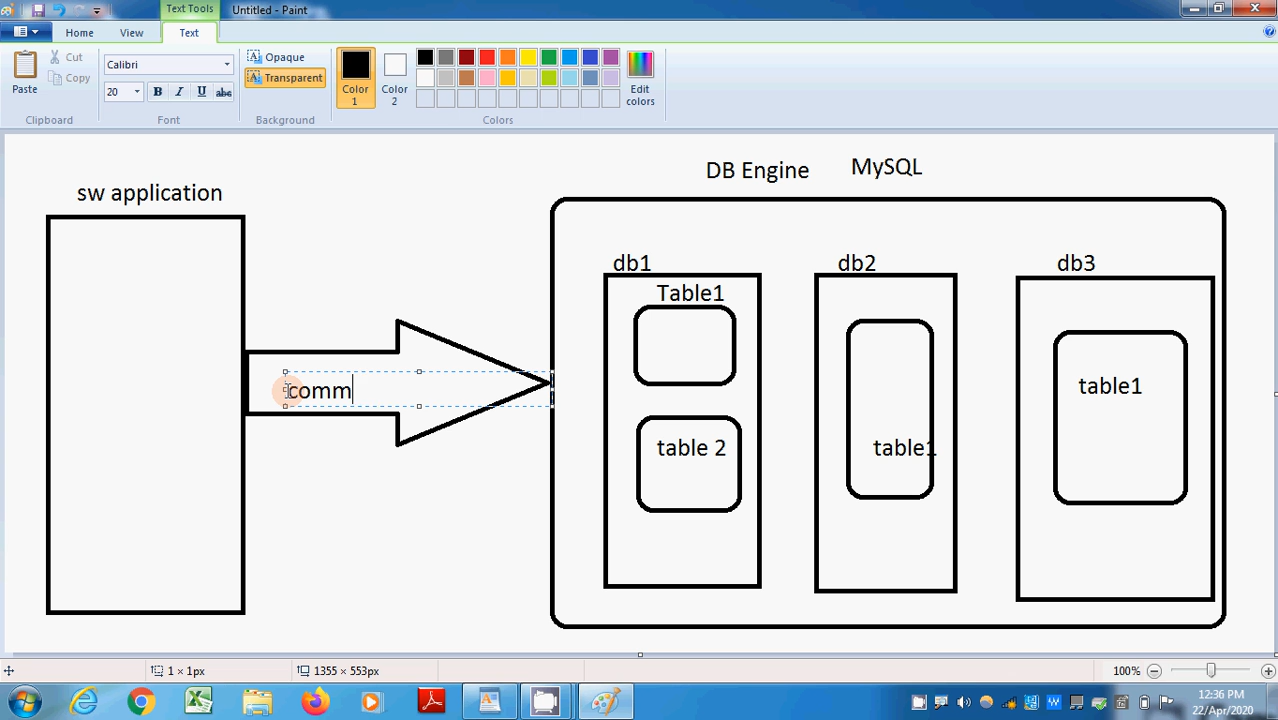 Text Tools
Untitled - Paint
Home
View
Text
Paste
Cut
Copy
Clipboard
Calibri
20
B I U abc
Font
Opaque
Transparent
Background
Color 1
Color 2
Edit colors
Colors
DB Engine
MySQL
sw application
db1
db2
db3
Table1
comm
table1
table 2
table1
1 × 1px
1355 × 553px
100%
12:36 PM
22/Apr/2020